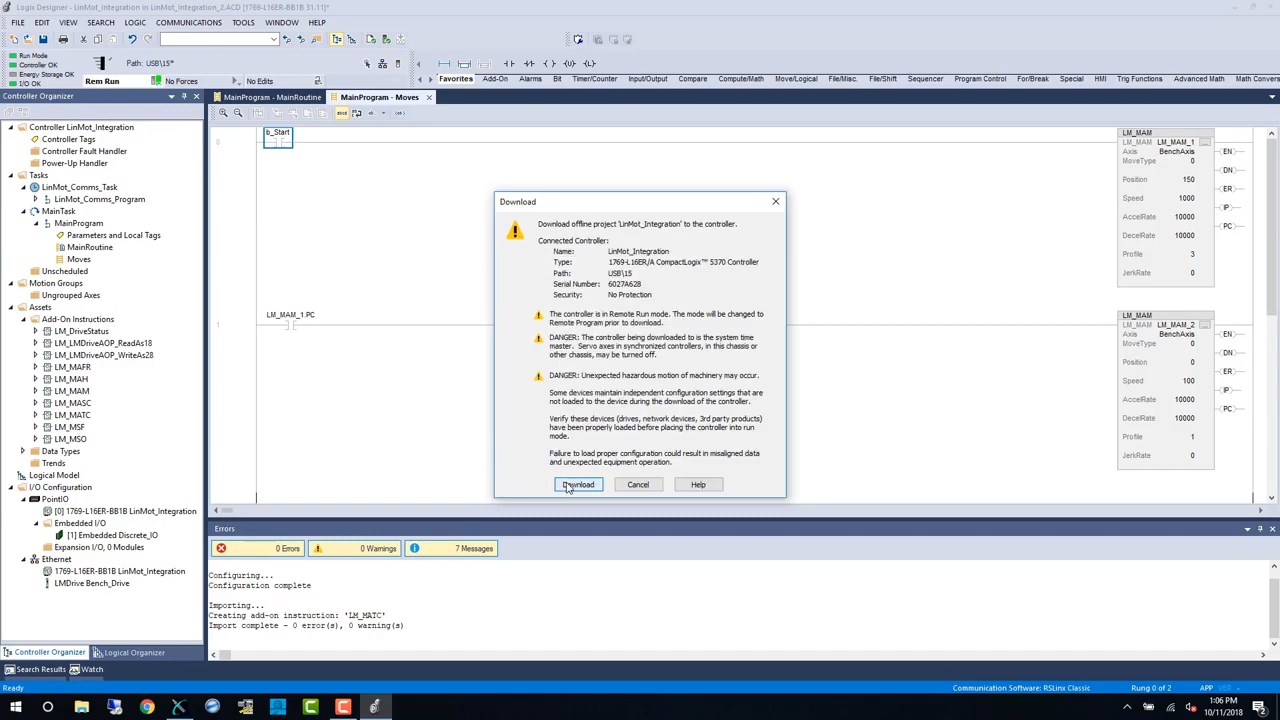 Logix Designer - LinMot_Integration in LinMot_Integration_2.ACD [1769-L16ER-BB1B 31.11]*
FILE EDIT VIEW SEARCH LOGIC COMMUNICATIONS TOOLS WINDOW HELP
Run Mode
Controller OK
Energy Storage OK
I/O OK
Path: USB\15*
Rem Run
No Forces
No Edits
Favorites Add-On Alarms Bit Timer/Counter Input/Output Compare Compute/Math Move/Logical File/Misc. File/Shift Sequencer Program Control For/Break Special HMI Trig Functions Advanced Math Math Convers
Controller Organizer
MainProgram - MainRoutine
MainProgram - Moves
Controller LinMot_Integration
Controller Tags
Controller Fault Handler
Power-Up Handler
Tasks
LinMot_Comms_Task
LinMot_Comms_Program
MainTask
MainProgram
Parameters and Local Tags
MainRoutine
Moves
Unscheduled
Motion Groups
Ungrouped Axes
Assets
Add-On Instructions
LM_DriveStatus
LM_LMDriveAOP_ReadAs18
LM_LMDriveAOP_WriteAs28
LM_MAFR
LM_MAH
LM_MAM
LM_MASC
LM_MATC
LM_MSF
LM_MSO
Data Types
Trends
Logical Model
I/O Configuration
PointIO
[0] 1769-L16ER-BB1B LinMot_Integration
Embedded I/O
[1] Embedded Discrete_IO
Expansion I/O, 0 Modules
Ethernet
1769-L16ER-BB1B LinMot_Integration
LMDrive Bench_Drive
Controller Organizer
Logical Organizer
0
b_Start
LM_MAM
LM_MAM LM_MAM_1 ...
Axis BenchAxis EN
MoveType 0 DN
Position 150 ER
Speed 1000 IP
AccelRate 10000 PC
DecelRate 10000
Profile 3
JerkRate 0
1
LM_MAM_1.PC
LM_MAM
LM_MAM LM_MAM_2 ...
Axis BenchAxis EN
MoveType 0 DN
Position 0 ER
Speed 100 IP
AccelRate 10000 PC
DecelRate 10000
Profile 1
JerkRate 0
Download
Download offline project 'LinMot_Integration' to the controller.
Connected Controller:
Name: LinMot_Integration
Type: 1769-L16ER/A CompactLogix™ 5370 Controller
Path: USB\15
Serial Number: 6027A628
Security: No Protection
The controller is in Remote Run mode. The mode will be changed to
Remote Program prior to download.
DANGER: The controller being downloaded to is the system time
master. Servo axes in synchronized controllers, in this chassis or
other chassis, may be turned off.
DANGER: Unexpected hazardous motion of machinery may occur.
Some devices maintain independent configuration settings that are
not loaded to the device during the download of the controller.
Verify these devices (drives, network devices, 3rd party products)
have been properly loaded before placing the controller into run
mode.
Failure to load proper configuration could result in misaligned data
and unexpected equipment operation.
Download
Cancel
Help
Errors
0 Errors
0 Warnings
7 Messages
Configuring...
Configuration complete
Importing...
Creating add-on instruction: 'LM_MATC'
Import complete - 0 error(s), 0 warning(s)
Search Results
Watch
Ready
Communication Software: RSLinx Classic
Rung 0 of 2
APP
VER
1:06 PM
10/11/2018
2